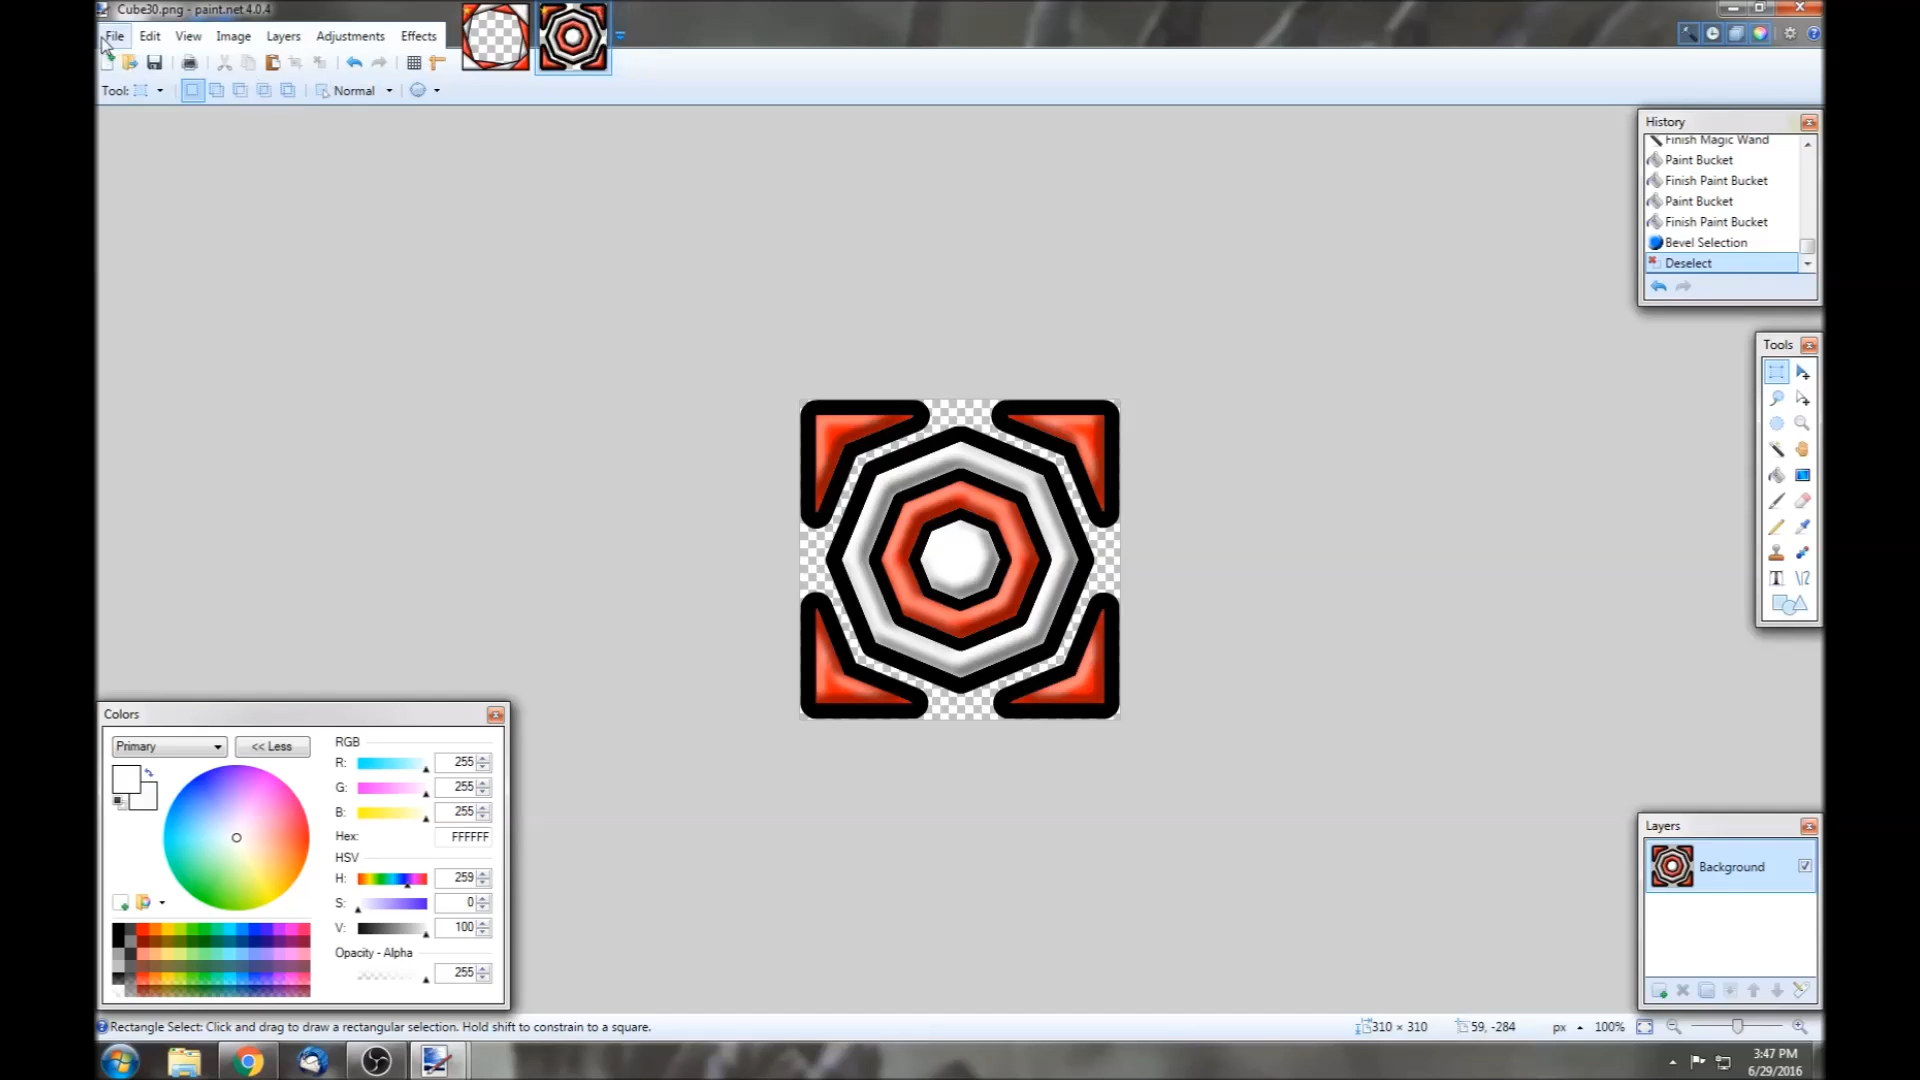 Cube30.png - paint.net 4.0.4
File Edit View Image Layers Adjustments Effects
Tool: Normal
History
Finish Magic Wand
Paint Bucket
Finish Paint Bucket
Paint Bucket
Finish Paint Bucket
Bevel Selection
Deselect
Tools
Colors
Primary << Less
RGB
R: 255
G: 255
B: 255
Hex: FFFFFF
HSV
H: 259
S: 0
V: 100
Opacity - Alpha
255
Layers
Background
Rectangle Select: Click and drag to draw a rectangular selection. Hold shift to constrain to a square.
310 × 310 59, -284 px 100%
3:47 PM
6/29/2016